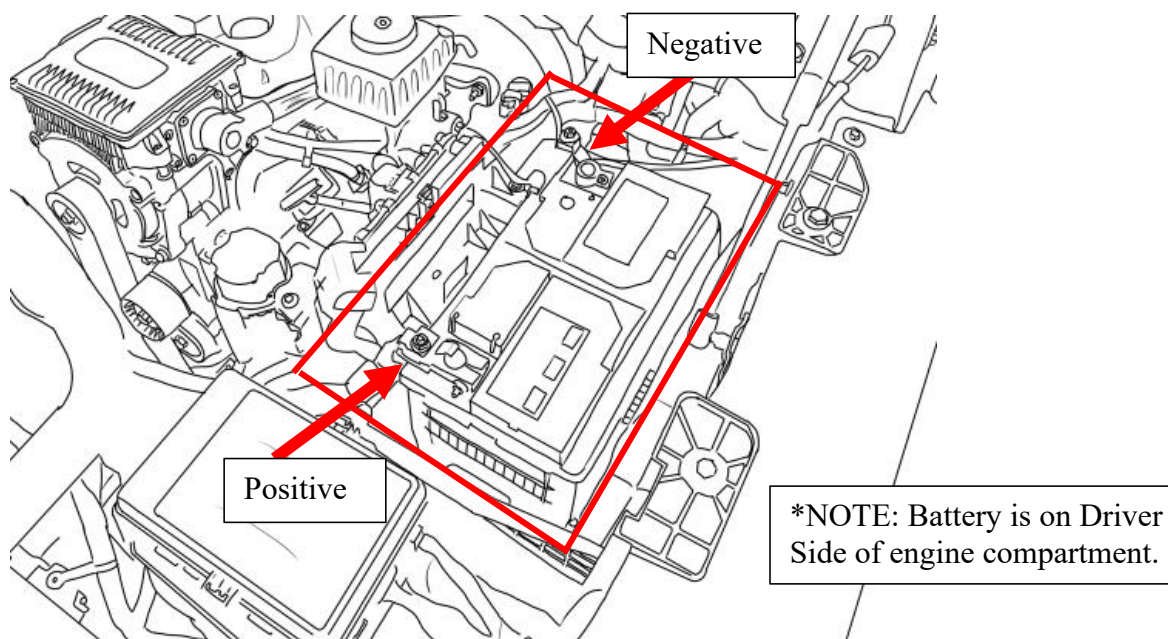 Negative
Positive
*NOTE: Battery is on Driver
Side of engine compartment.